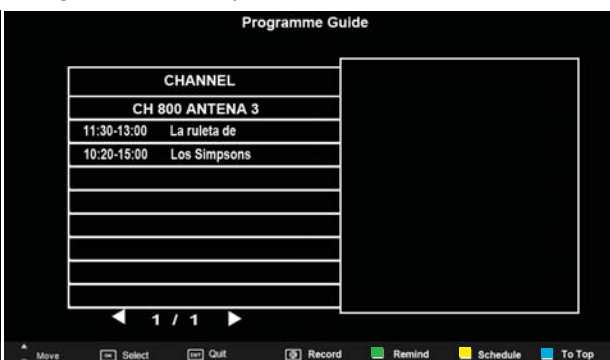 Programme Guide
CHANNEL
CH 800 ANTENA 3
11:30-13:00 La ruleta de
10:20-15:00 Los Simpsons
1 / 1
Move Select Quit Record Remind Schedule To Top